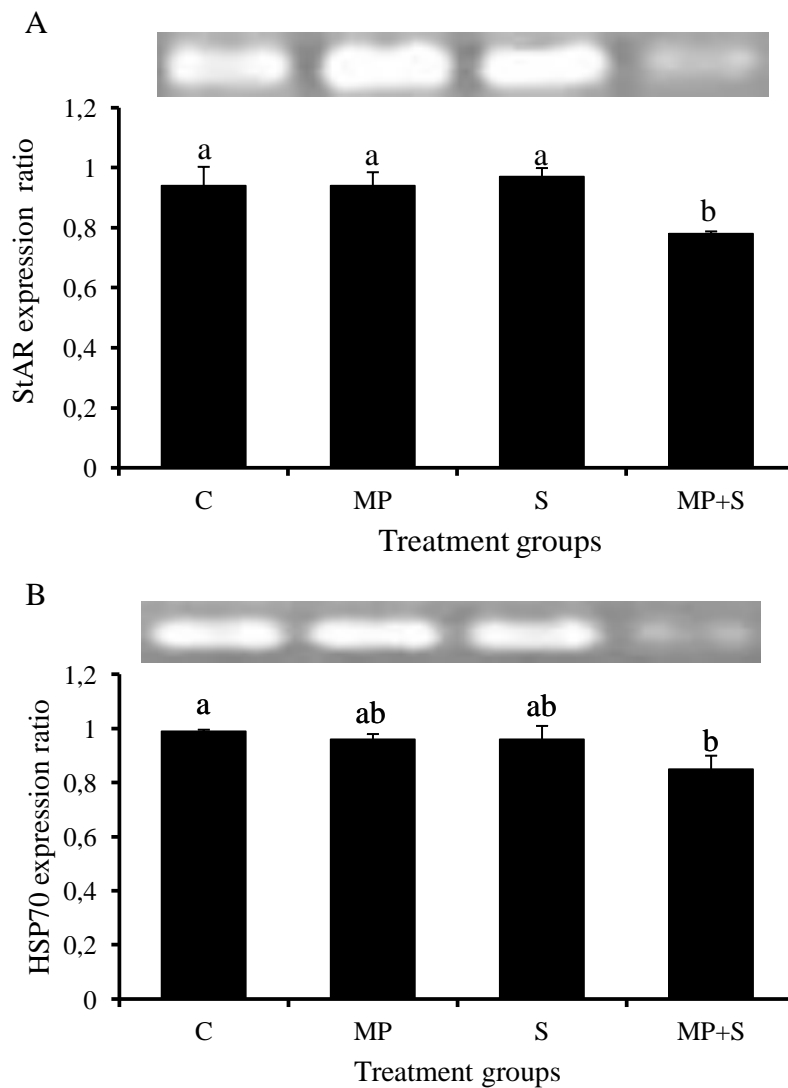 A
StAR expression ratio
1,2
1
0,8
0,6
0,4
0,2
0
a a a b
C MP S MP+S
Treatment groups
B
HSP70 expression ratio
1,2
1
0,8
0,6
0,4
0,2
0
a ab ab b
C MP S MP+S
Treatment groups